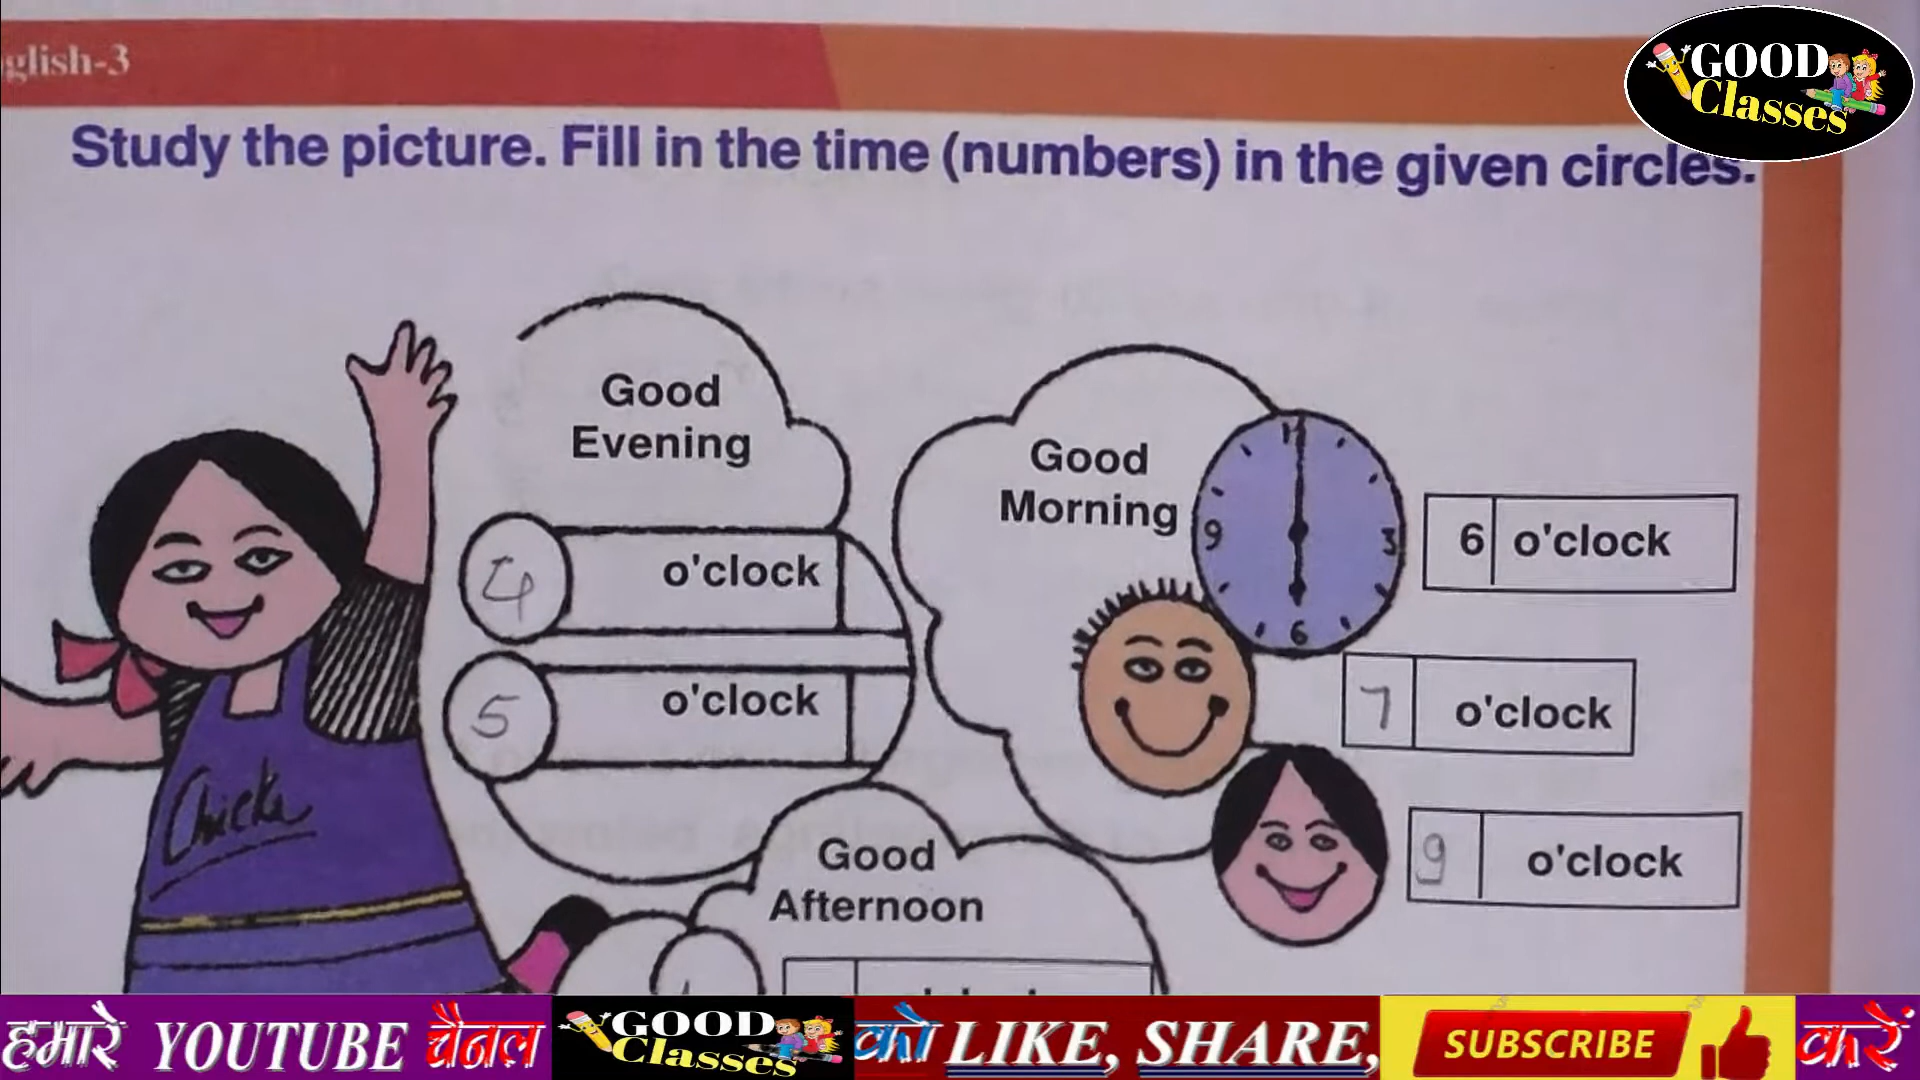 glish-3
GOOD
Classes
Study the picture. Fill in the time (numbers) in the given circles.
Good
Evening
4 o'clock
5 o'clock
Good
Morning
12
9
3
6
6 o'clock
7 o'clock
9 o'clock
Good
Afternoon
हमारे YOUTUBE चैनल GOOD Classes को LIKE, SHARE, SUBSCRIBE करें